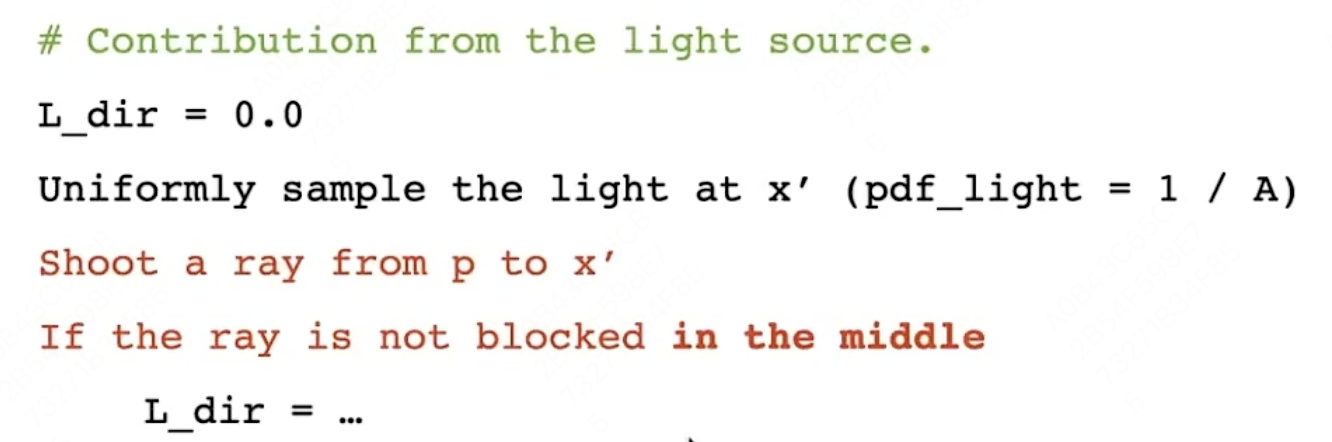 # Contribution from the light source.
L_dir = 0.0
Uniformly sample the light at x′ (pdf_light = 1 / A)
Shoot a ray from p to x′
If the ray is not blocked in the middle
L_dir = …